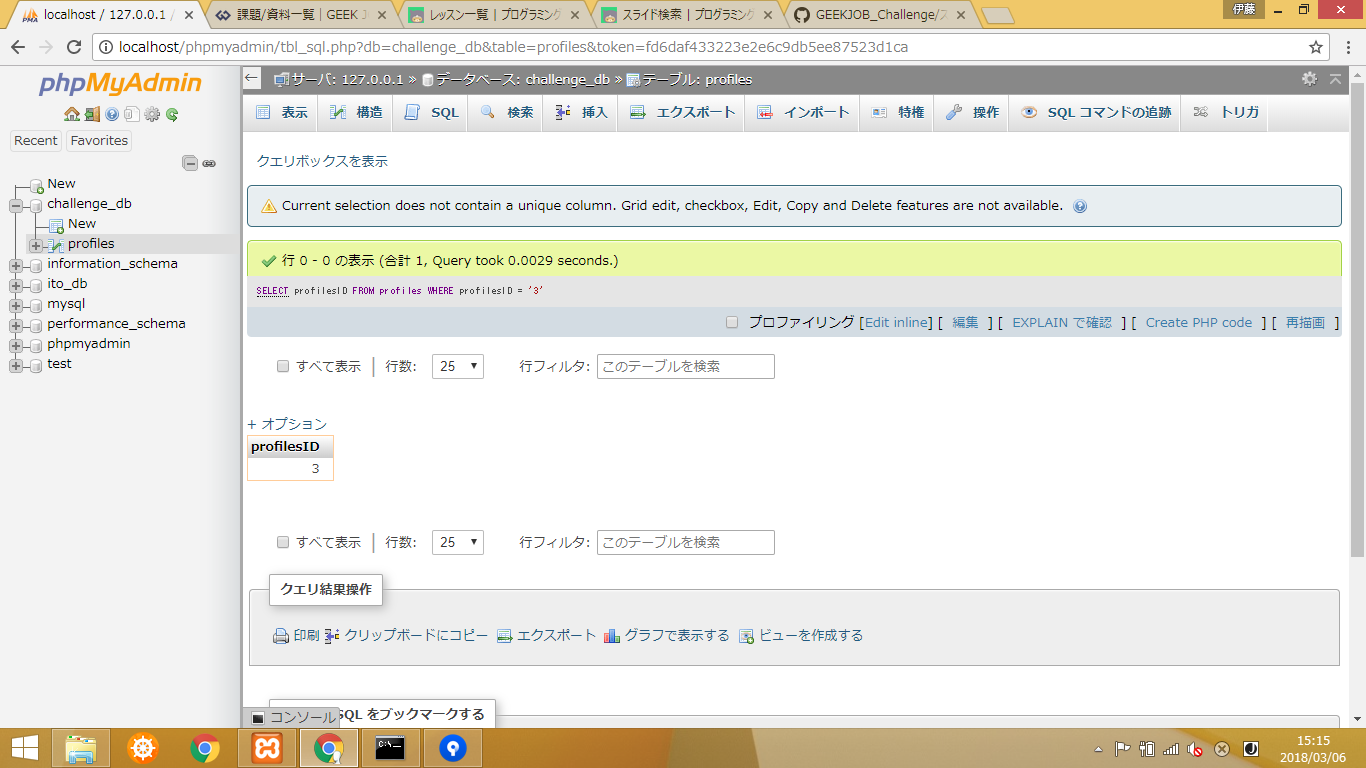 localhost / 127.0.0.1 /
課題/資料一覧 | GEEK J
レッスン一覧 | プログラミング
スライド検索 | プログラミング
GEEKJOB_Challenge/ス
伊藤
localhost/phpmyadmin/tbl_sql.php?db=challenge_db&table=profiles&token=fd6daf433223e2e6c9db5ee87523d1ca
phpMyAdmin
Recent
Favorites
New
challenge_db
New
profiles
information_schema
ito_db
mysql
performance_schema
phpmyadmin
test
サーバ: 127.0.0.1 » データベース: challenge_db » テーブル: profiles
表示 構造 SQL 検索 挿入 エクスポート インポート 特権 操作 SQL コマンドの追跡 トリガ
クエリボックスを表示
Current selection does not contain a unique column. Grid edit, checkbox, Edit, Copy and Delete features are not available.
行 0 - 0 の表示 (合計 1, Query took 0.0029 seconds.)
SELECT profilesID FROM profiles WHERE profilesID = '3'
プロファイリング [Edit inline] [ 編集 ] [ EXPLAIN で確認 ] [ Create PHP code ] [ 再描画 ]
すべて表示 | 行数: 25 行フィルタ: このテーブルを検索
+ オプション
profilesID
3
すべて表示 | 行数: 25 行フィルタ: このテーブルを検索
クエリ結果操作
印刷 クリップボードにコピー エクスポート グラフで表示する ビューを作成する
コンソール
SQL をブックマークする
15:15
2018/03/06